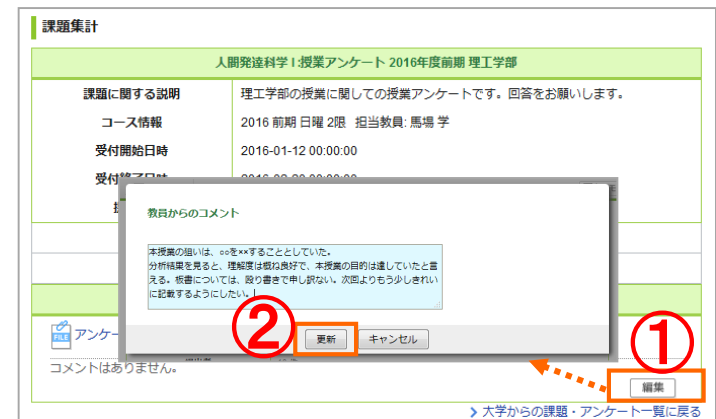 課題集計
人間発達科学Ⅰ:授業アンケート 2016年度前期 理工学部
課題に関する説明 理工学部の授業に関しての授業アンケートです。回答をお願いします。
コース情報 2016 前期 日曜 2限 担当教員: 馬場 学
受付開始日時 2016-01-12 00:00:00
受付終了日時
教員からのコメント
本授業の狙いは、○○を××することとしていた。
分析結果を見ると、理解度は概ね良好で、本授業の目的は達していたと言
える。板書については、殴り書きで申し訳ない。次回よりもう少しきれい
に記載するようにしたい。
② 更新 キャンセル
①
FILE アンケー
コメントはありません。
編集
> 大学からの課題・アンケート一覧に戻る